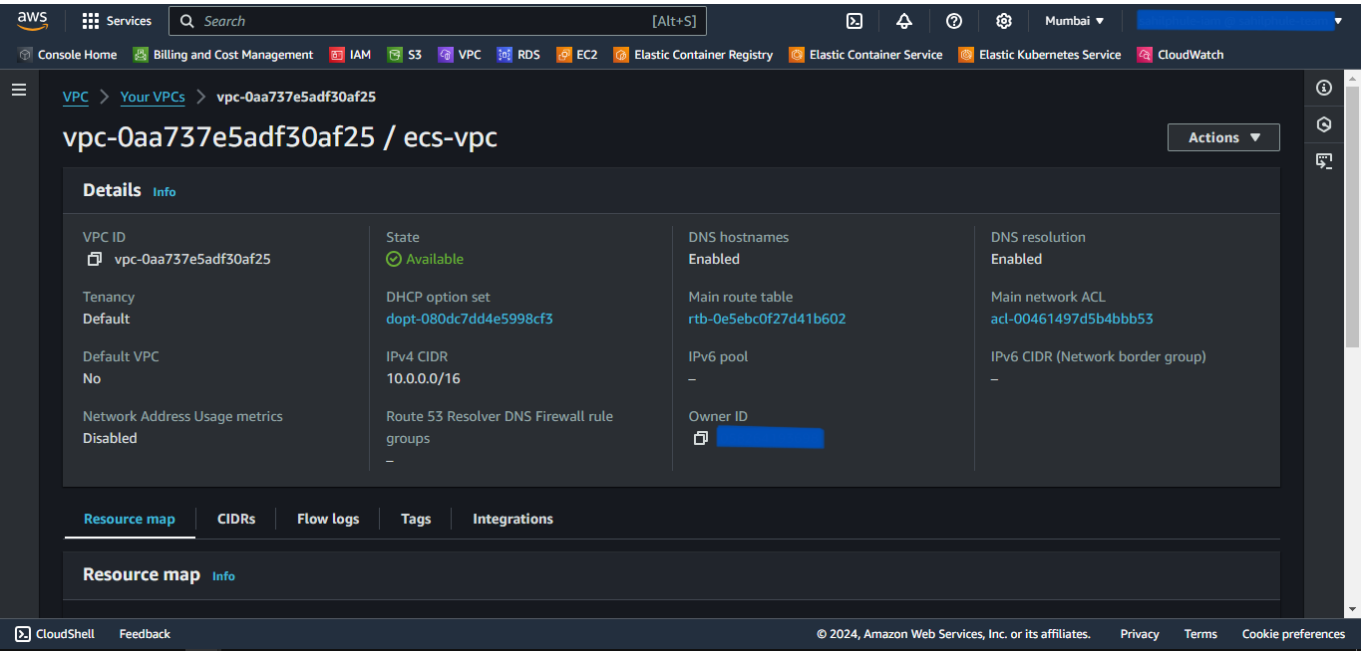 aws Services Search [Alt+S] Mumbai
Console Home Billing and Cost Management IAM S3 VPC RDS EC2 Elastic Container Registry Elastic Container Service Elastic Kubernetes Service CloudWatch
VPC > Your VPCs > vpc-0aa737e5adf30af25
vpc-0aa737e5adf30af25 / ecs-vpc
Actions
Details Info
VPC ID
vpc-0aa737e5adf30af25
State
Available
DNS hostnames
Enabled
DNS resolution
Enabled
Tenancy
Default
DHCP option set
dopt-080dc7dd4e5998cf3
Main route table
rtb-0e5ebc0f27d41b602
Main network ACL
acl-00461497d5b4bbb53
Default VPC
No
IPv4 CIDR
10.0.0.0/16
IPv6 pool
–
IPv6 CIDR (Network border group)
–
Network Address Usage metrics
Disabled
Route 53 Resolver DNS Firewall rule
groups
–
Owner ID
Resource map CIDRs Flow logs Tags Integrations
Resource map Info
CloudShell Feedback © 2024, Amazon Web Services, Inc. or its affiliates. Privacy Terms Cookie preferences